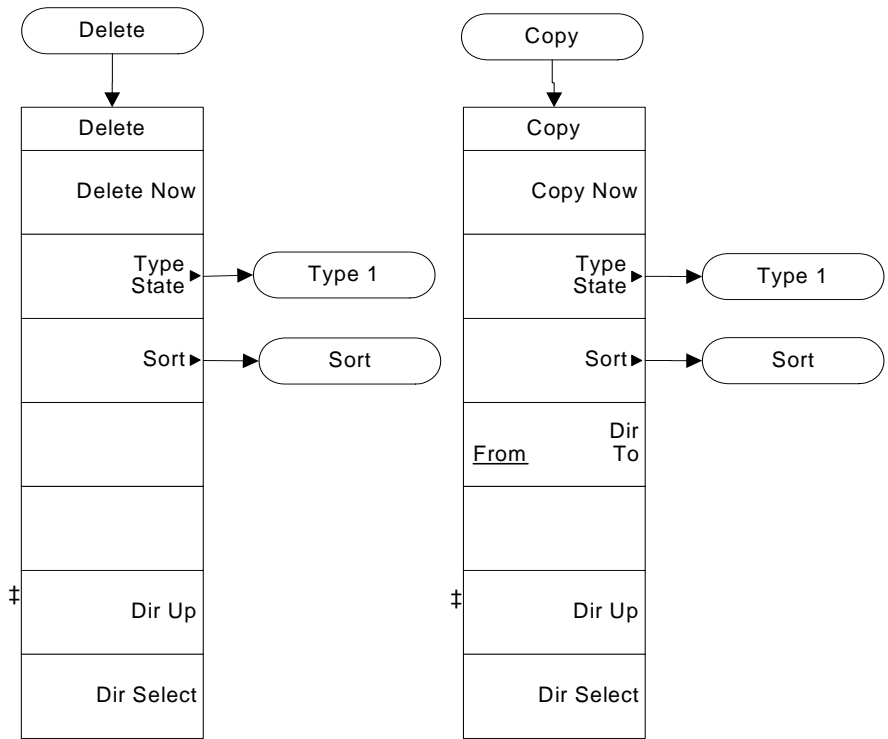 Delete
Delete
Delete Now
Type
State
Type 1
Sort
Sort
‡
Dir Up
Dir Select
Copy
Copy
Copy Now
Type
State
Type 1
Sort
Sort
Dir
From To
‡
Dir Up
Dir Select